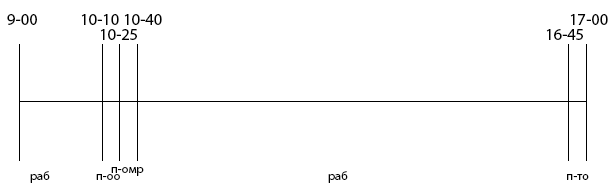 9-00 10-10 10-40 17-00
10-25 16-45
п-омр
раб п-оо раб п-то